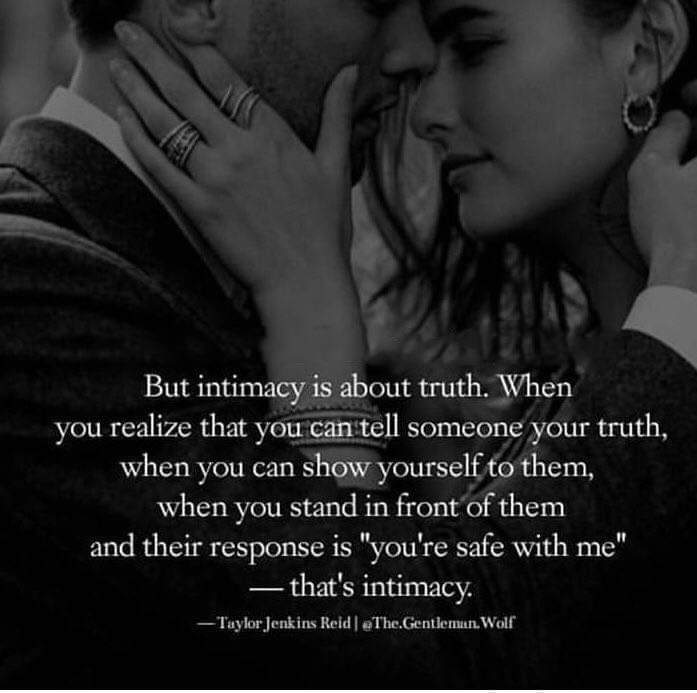 But intimacy is about truth. When
you realize that you can tell someone your truth,
when you can show yourself to them,
when you stand in front of them
and their response is "you're safe with me"
— that's intimacy.
—Taylor Jenkins Reid | @The.Gentleman.Wolf